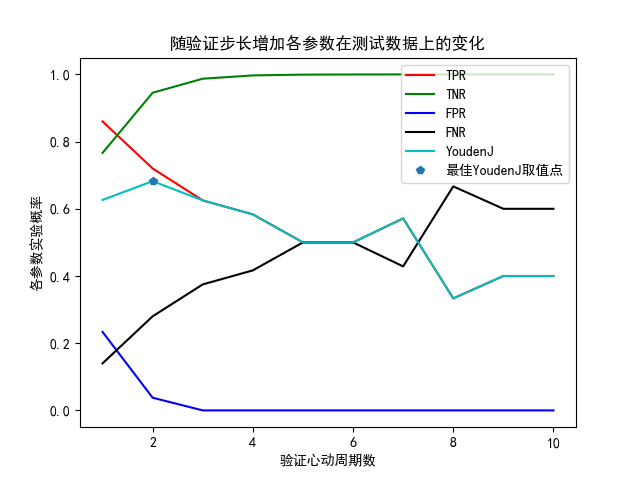 随验证步长增加各参数在测试数据上的变化
各参数实验概率
1.0
0.8
0.6
0.4
0.2
0.0
TPR
TNR
FPR
FNR
YoudenJ
最佳YoudenJ取值点
2
4
6
8
10
验证心动周期数